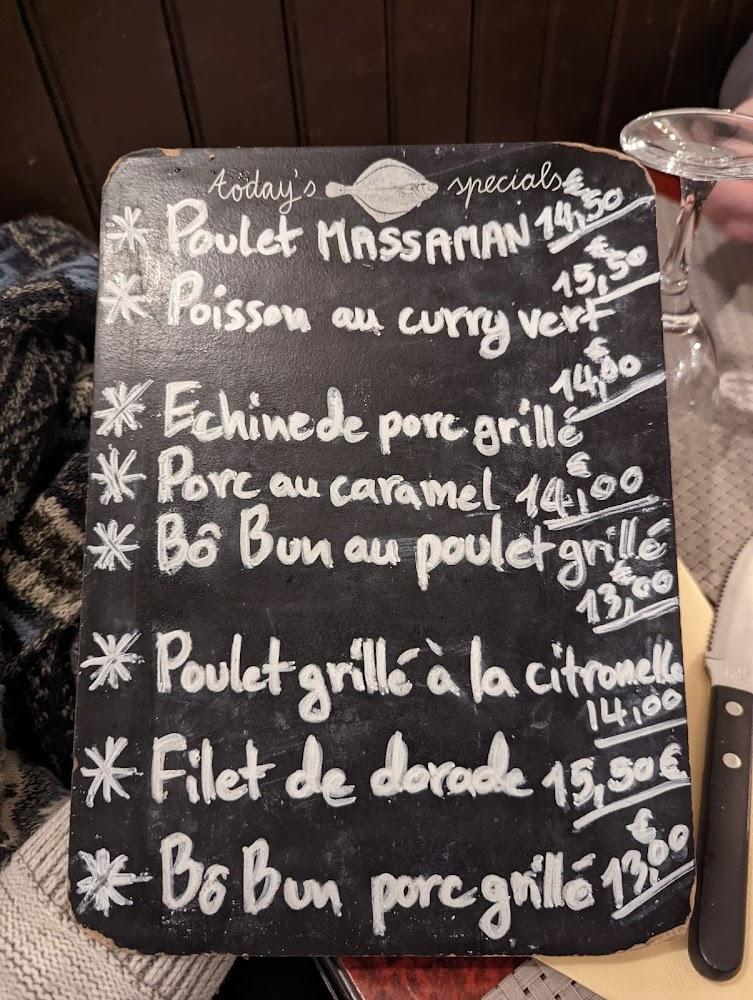 today's specials
* Poulet MASSAMAN 14,50€
15,50€
* Poisson au curry vert
14,00€
* Echine de porc grillé
* Porc au caramel 14,00€
* Bô Bun au poulet grillé
13,00€
* Poulet grillé à la citronelle
14,00
* Filet de dorade 15,50€
* Bô Bun porc grillé 13,00€